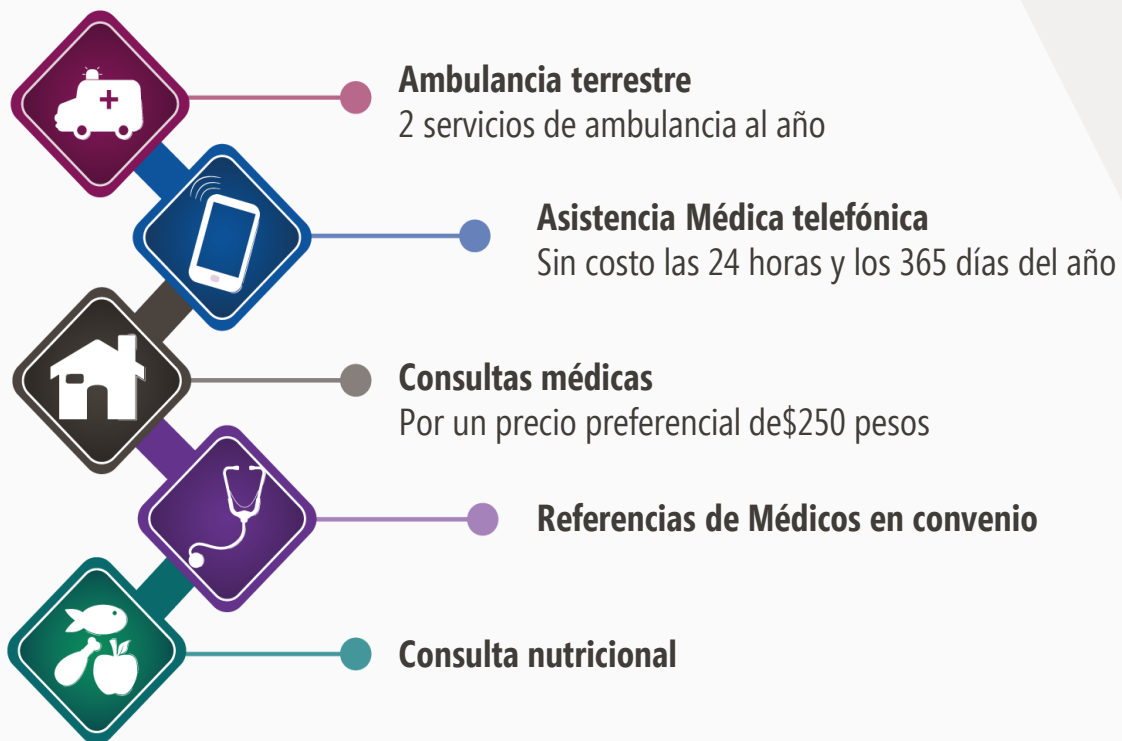 Ambulancia terrestre
2 servicios de ambulancia al año
Asistencia Médica telefónica
Sin costo las 24 horas y los 365 días del año
Consultas médicas
Por un precio preferencial de$250 pesos
Referencias de Médicos en convenio
Consulta nutricional